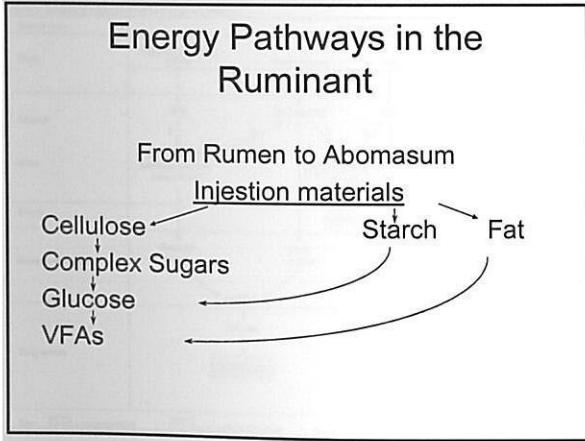 Energy Pathways in the
Ruminant
From Rumen to Abomasum
Injestion materials
Cellulose
Starch
Fat
Complex Sugars
Glucose
VFAs